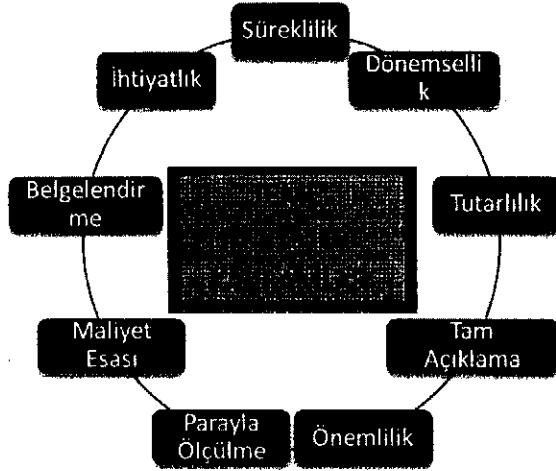 Süreklilik
Dönemselli
k
Tutarlılık
Tam
Açıklama
Önemlilik
Parayla
Ölçülme
Maliyet
Esası
Belgelendir
me
İhtiyatlık